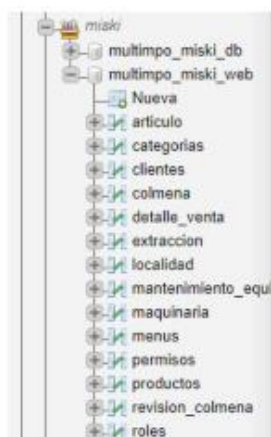 miski
multimpo_miski_db
multimpo_miski_web
Nueva
articulo
categorias
clientes
colmena
detalle_venta
extraccion
localidad
mantenimiento_equi
maquinaria
menus
permisos
productos
revision_colmena
roles